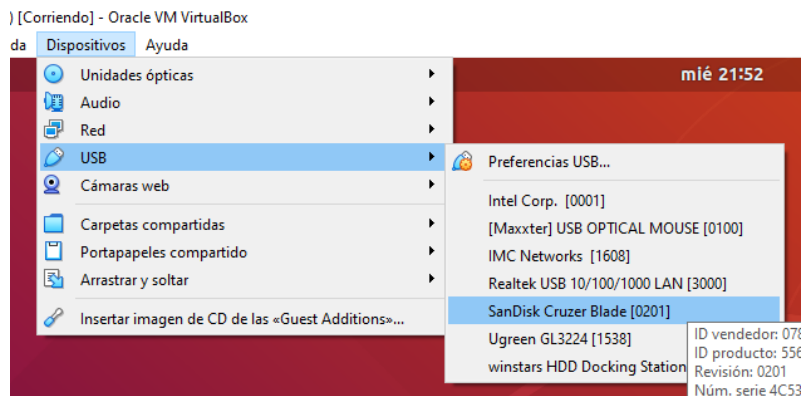 ) [Corriendo] - Oracle VM VirtualBox
da Dispositivos Ayuda
mié 21:52
Unidades ópticas
Audio
Red
USB
Cámaras web
Carpetas compartidas
Portapapeles compartido
Arrastrar y soltar
Insertar imagen de CD de las «Guest Additions»...
Preferencias USB...
Intel Corp. [0001]
[Maxxter] USB OPTICAL MOUSE [0100]
IMC Networks [1608]
Realtek USB 10/100/1000 LAN [3000]
SanDisk Cruzer Blade [0201]
Ugreen GL3224 [1538]
winstars HDD Docking Station
ID vendedor: 078
ID producto: 556
Revisión: 0201
Núm. serie 4C53